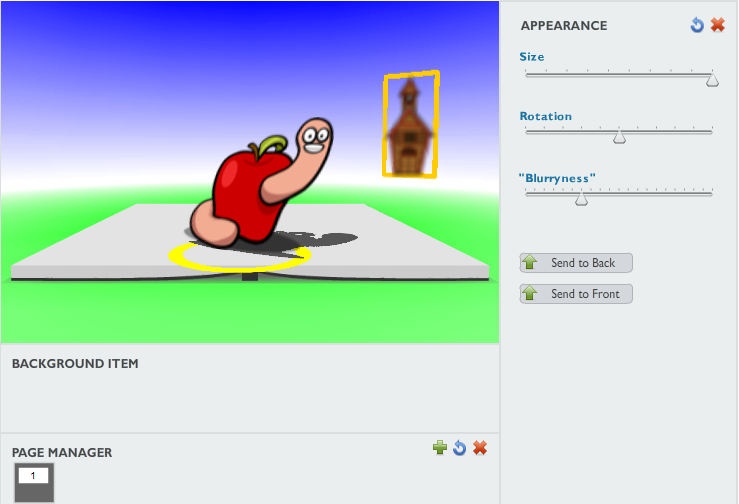 APPEARANCE
Size
Rotation
"Blurryness"
Send to Back
Send to Front
BACKGROUND ITEM
PAGE MANAGER
1